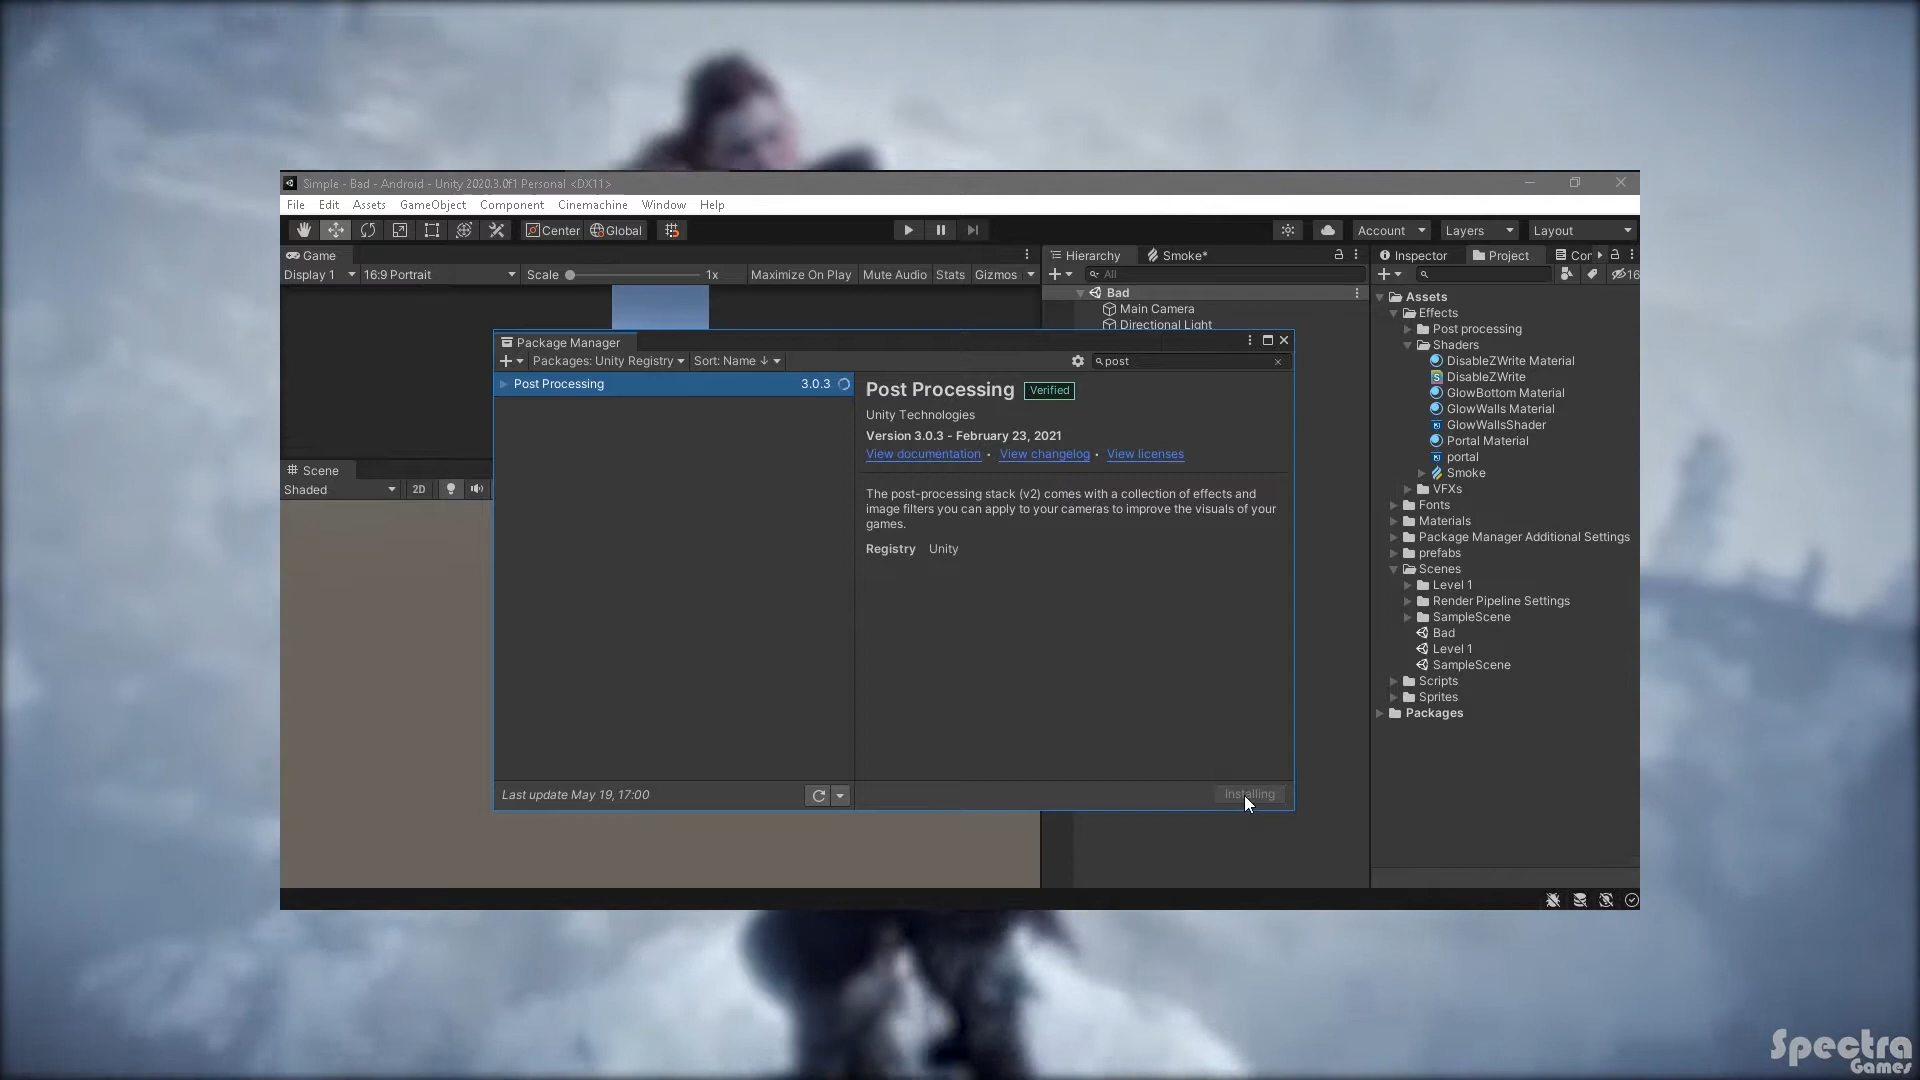 Simple - Bad - Android - Unity 2020.3.0f1 Personal <DX11>
File Edit Assets GameObject Component Cinemachine Window Help
Center Global Account Layers Layout
Game
Display 1 16:9 Portrait Scale 1x Maximize On Play Mute Audio Stats Gizmos
Scene
Shaded 2D
Hierarchy Smoke*
All
Bad
Main Camera
Directional Light
Package Manager
Packages: Unity Registry Sort: Name ↓ post
Post Processing 3.0.3
Post Processing Verified
Unity Technologies
Version 3.0.3 - February 23, 2021
View documentation • View changelog • View licenses
The post-processing stack (v2) comes with a collection of effects and
image filters you can apply to your cameras to improve the visuals of your
games.
Registry Unity
Last update May 19, 17:00
Installing
Inspector Project Cor
16
Assets
Effects
Post processing
Shaders
DisableZWrite Material
DisableZWrite
GlowBottom Material
GlowWalls Material
GlowWallsShader
Portal Material
portal
Smoke
VFXs
Fonts
Materials
Package Manager Additional Settings
prefabs
Scenes
Level 1
Render Pipeline Settings
SampleScene
Bad
Level 1
SampleScene
Scripts
Sprites
Packages
Spectra
Games